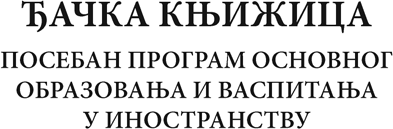 ЂАЧКА КЊИЖИЦА
ПОСЕБАН ПРОГРАМ ОСНОВНОГ
ОБРАЗОВАЊА И ВАСПИТАЊА
У ИНОСТРАНСТВУ